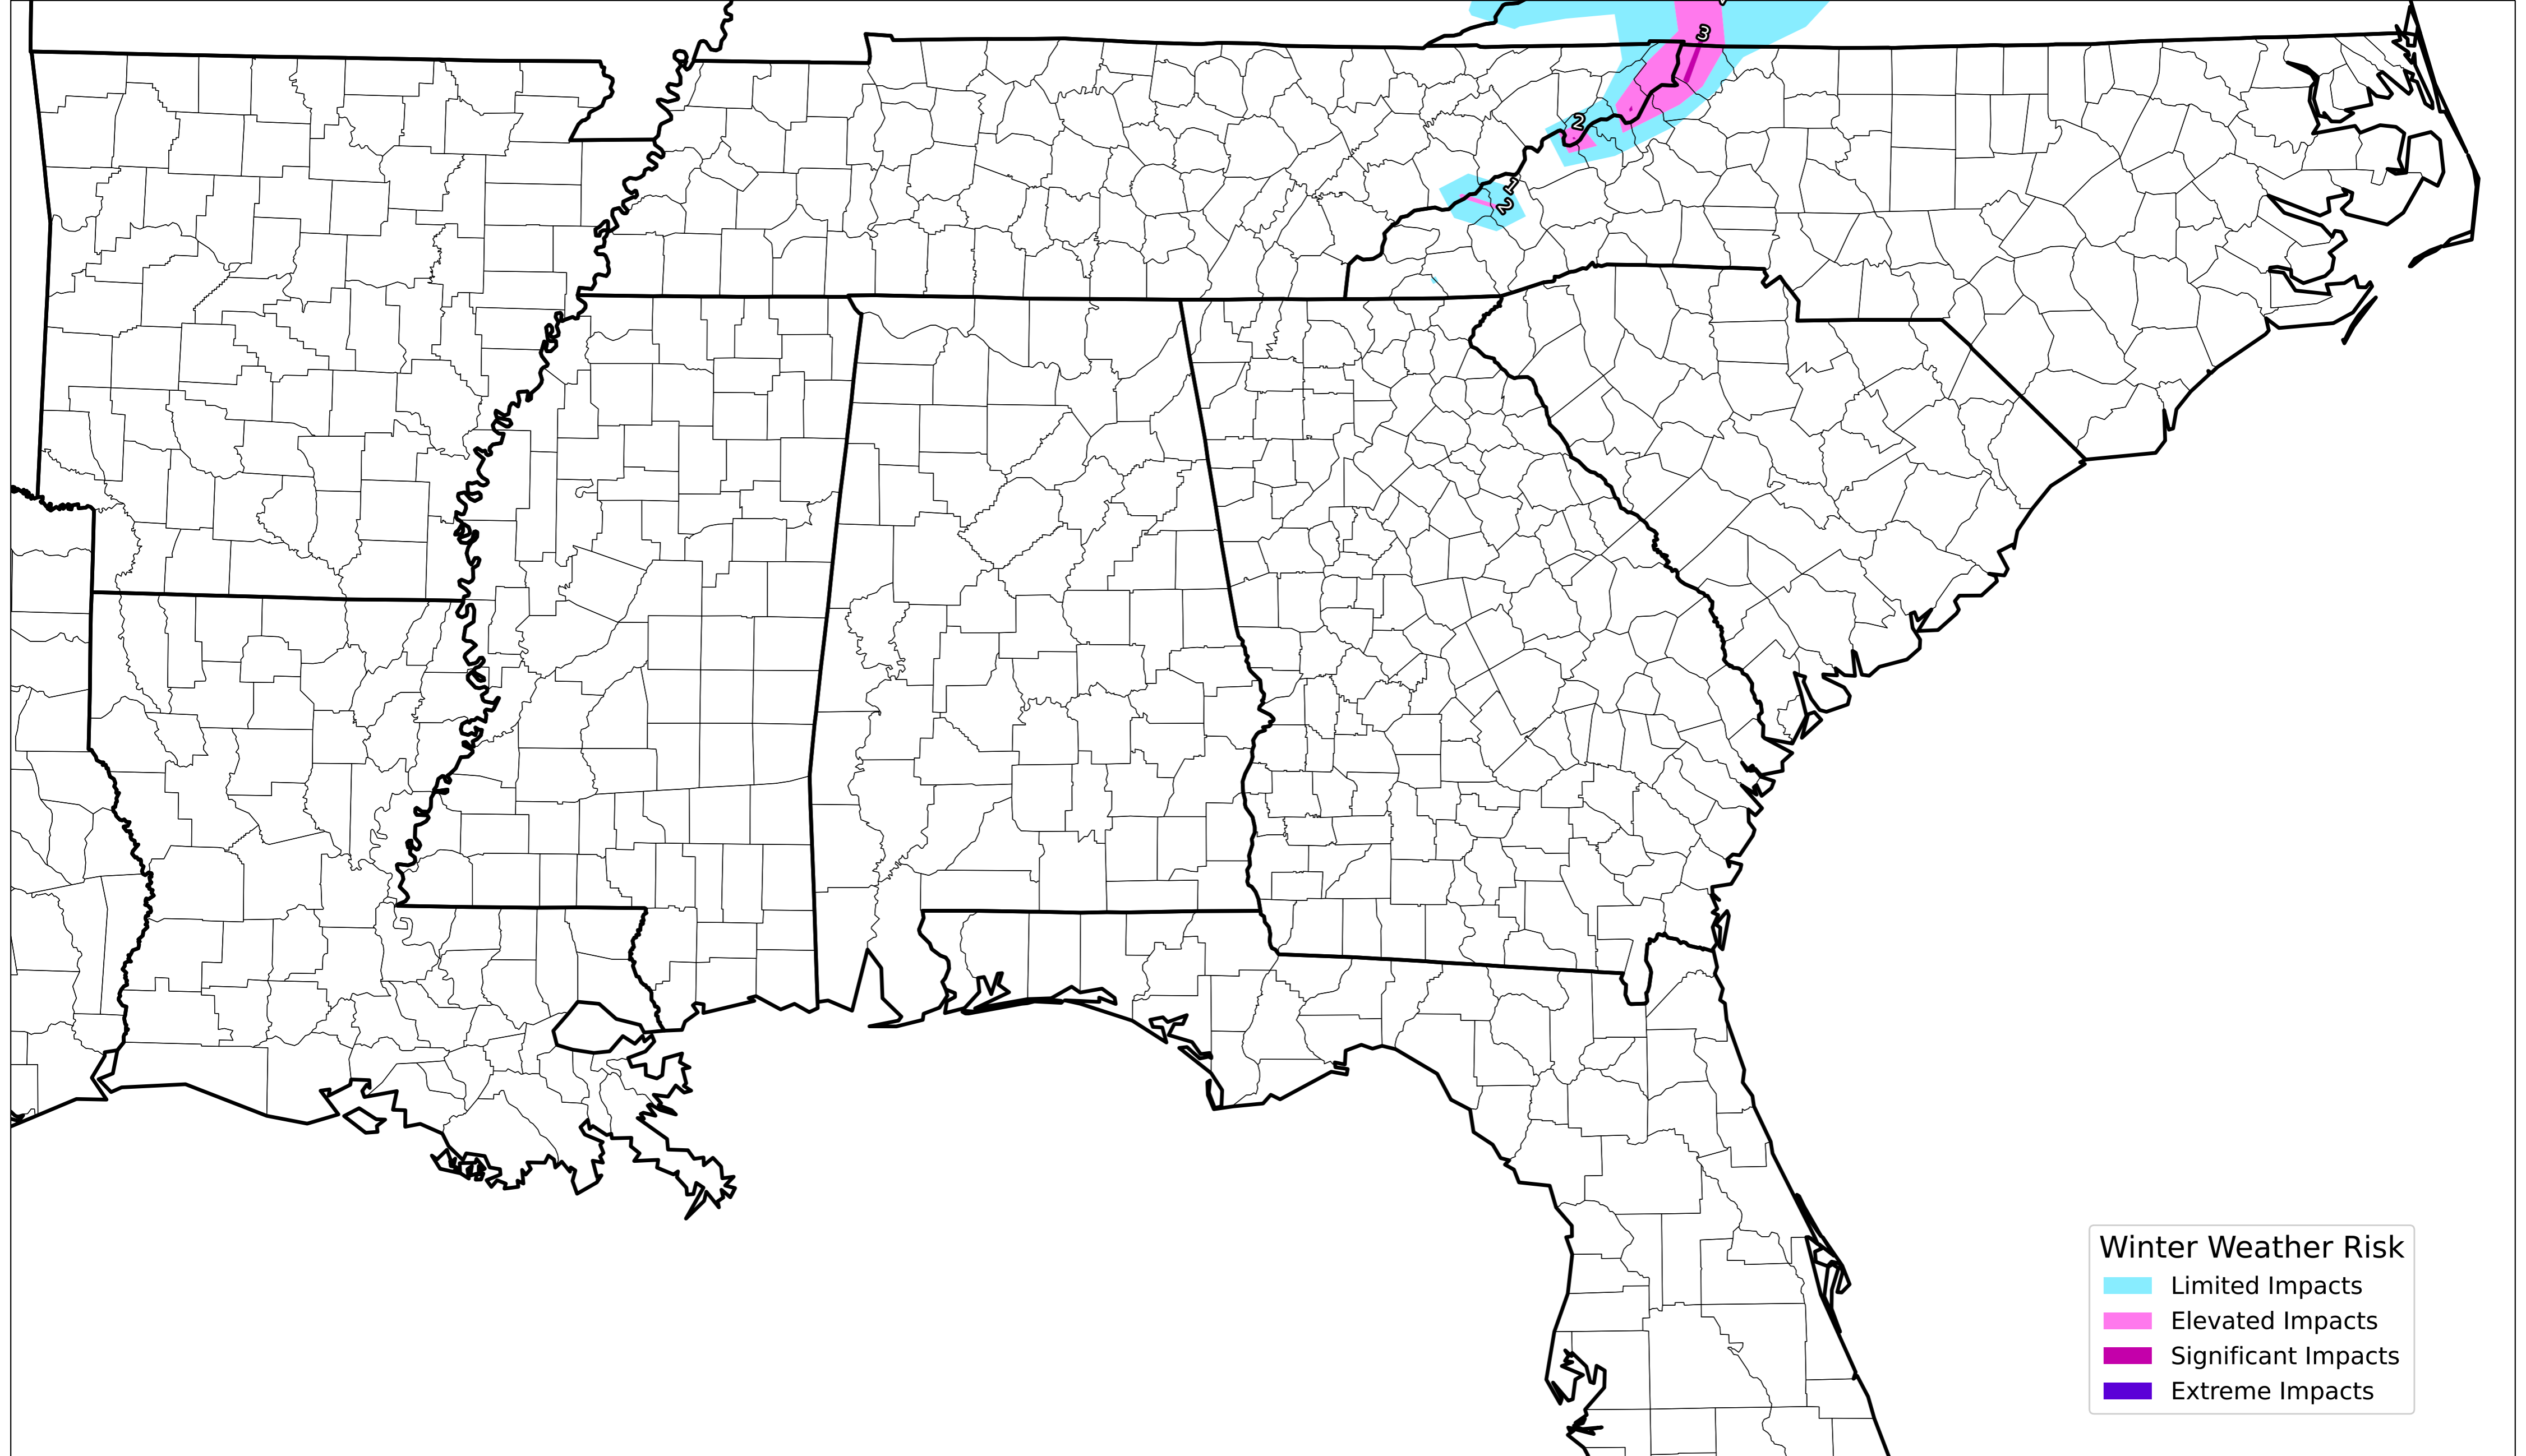 3
2
1
2
Winter Weather Risk
Limited Impacts
Elevated Impacts
Significant Impacts
Extreme Impacts